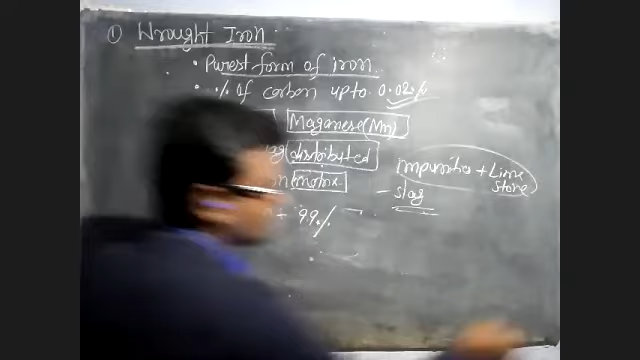 ① Wrought Iron
• Purest form of iron
• % of carbon upto 0.02%
Maganese(Mn)
distributed
99%
impurities + Lime
stone
- slag